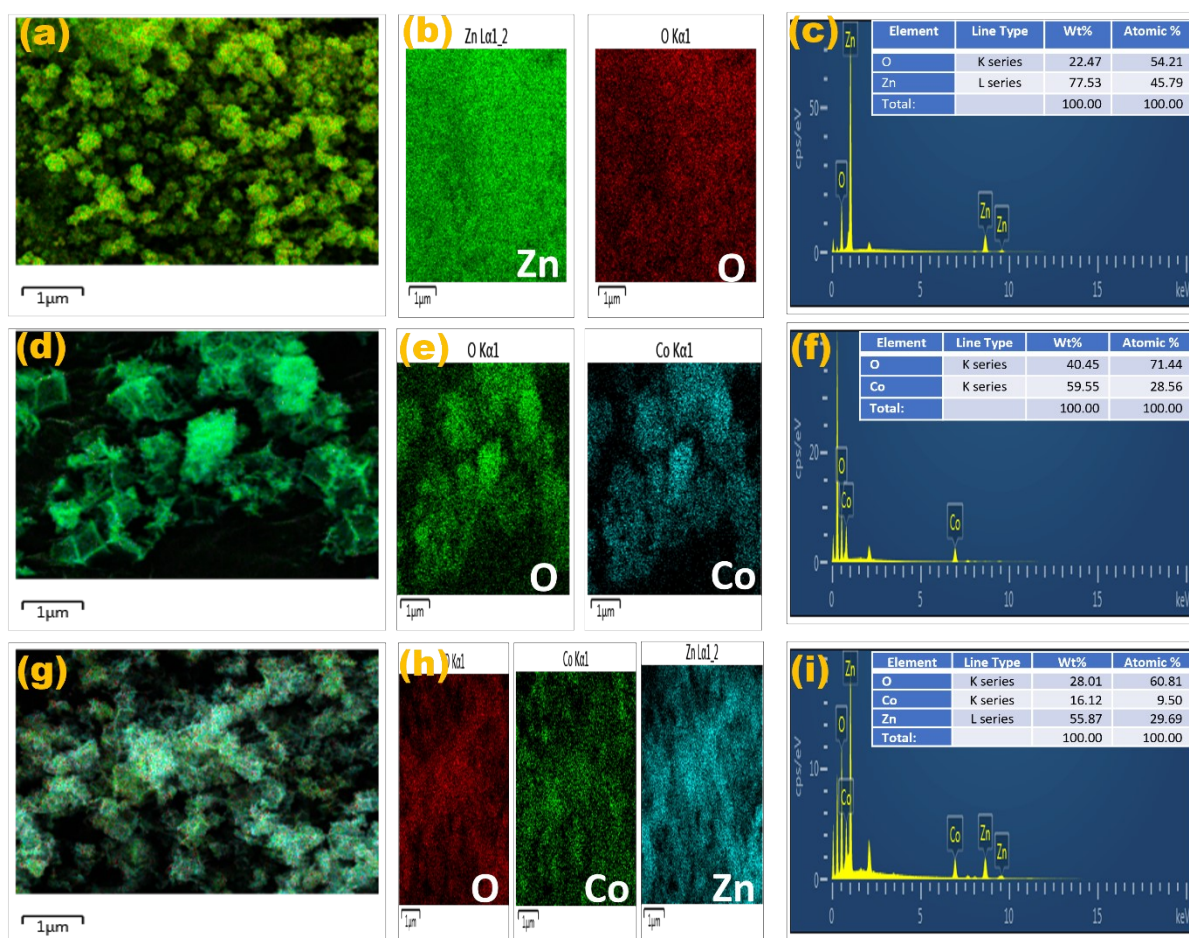 (a)
1µm
(b)
Zn Lα1_2
Zn
1µm
O Kα1
O
1µm
(c)
Element Line Type Wt% Atomic %
O K series 22.47 54.21
Zn L series 77.53 45.79
Total: 100.00 100.00
Zn
50
cps/eV
O
Zn
Zn
0
0 5 10 15 keV
(d)
1µm
(e)
O Kα1
O
1µm
Co Kα1
Co
1µm
(f)
Element Line Type Wt% Atomic %
O K series 40.45 71.44
Co K series 59.55 28.56
Total: 100.00 100.00
20
cps/eV
O
Co
Co
0
0 5 10 15 keV
(g)
1µm
(h)
O Kα1
O
1µm
Co Kα1
Co
1µm
Zn Lα1_2
Zn
1µm
(i)
Element Line Type Wt% Atomic %
O K series 28.01 60.81
Co K series 16.12 9.50
Zn L series 55.87 29.69
Total: 100.00 100.00
Zn
O
10
cps/eV
Co
Co
Zn
Zn
0
0 5 10 15 keV